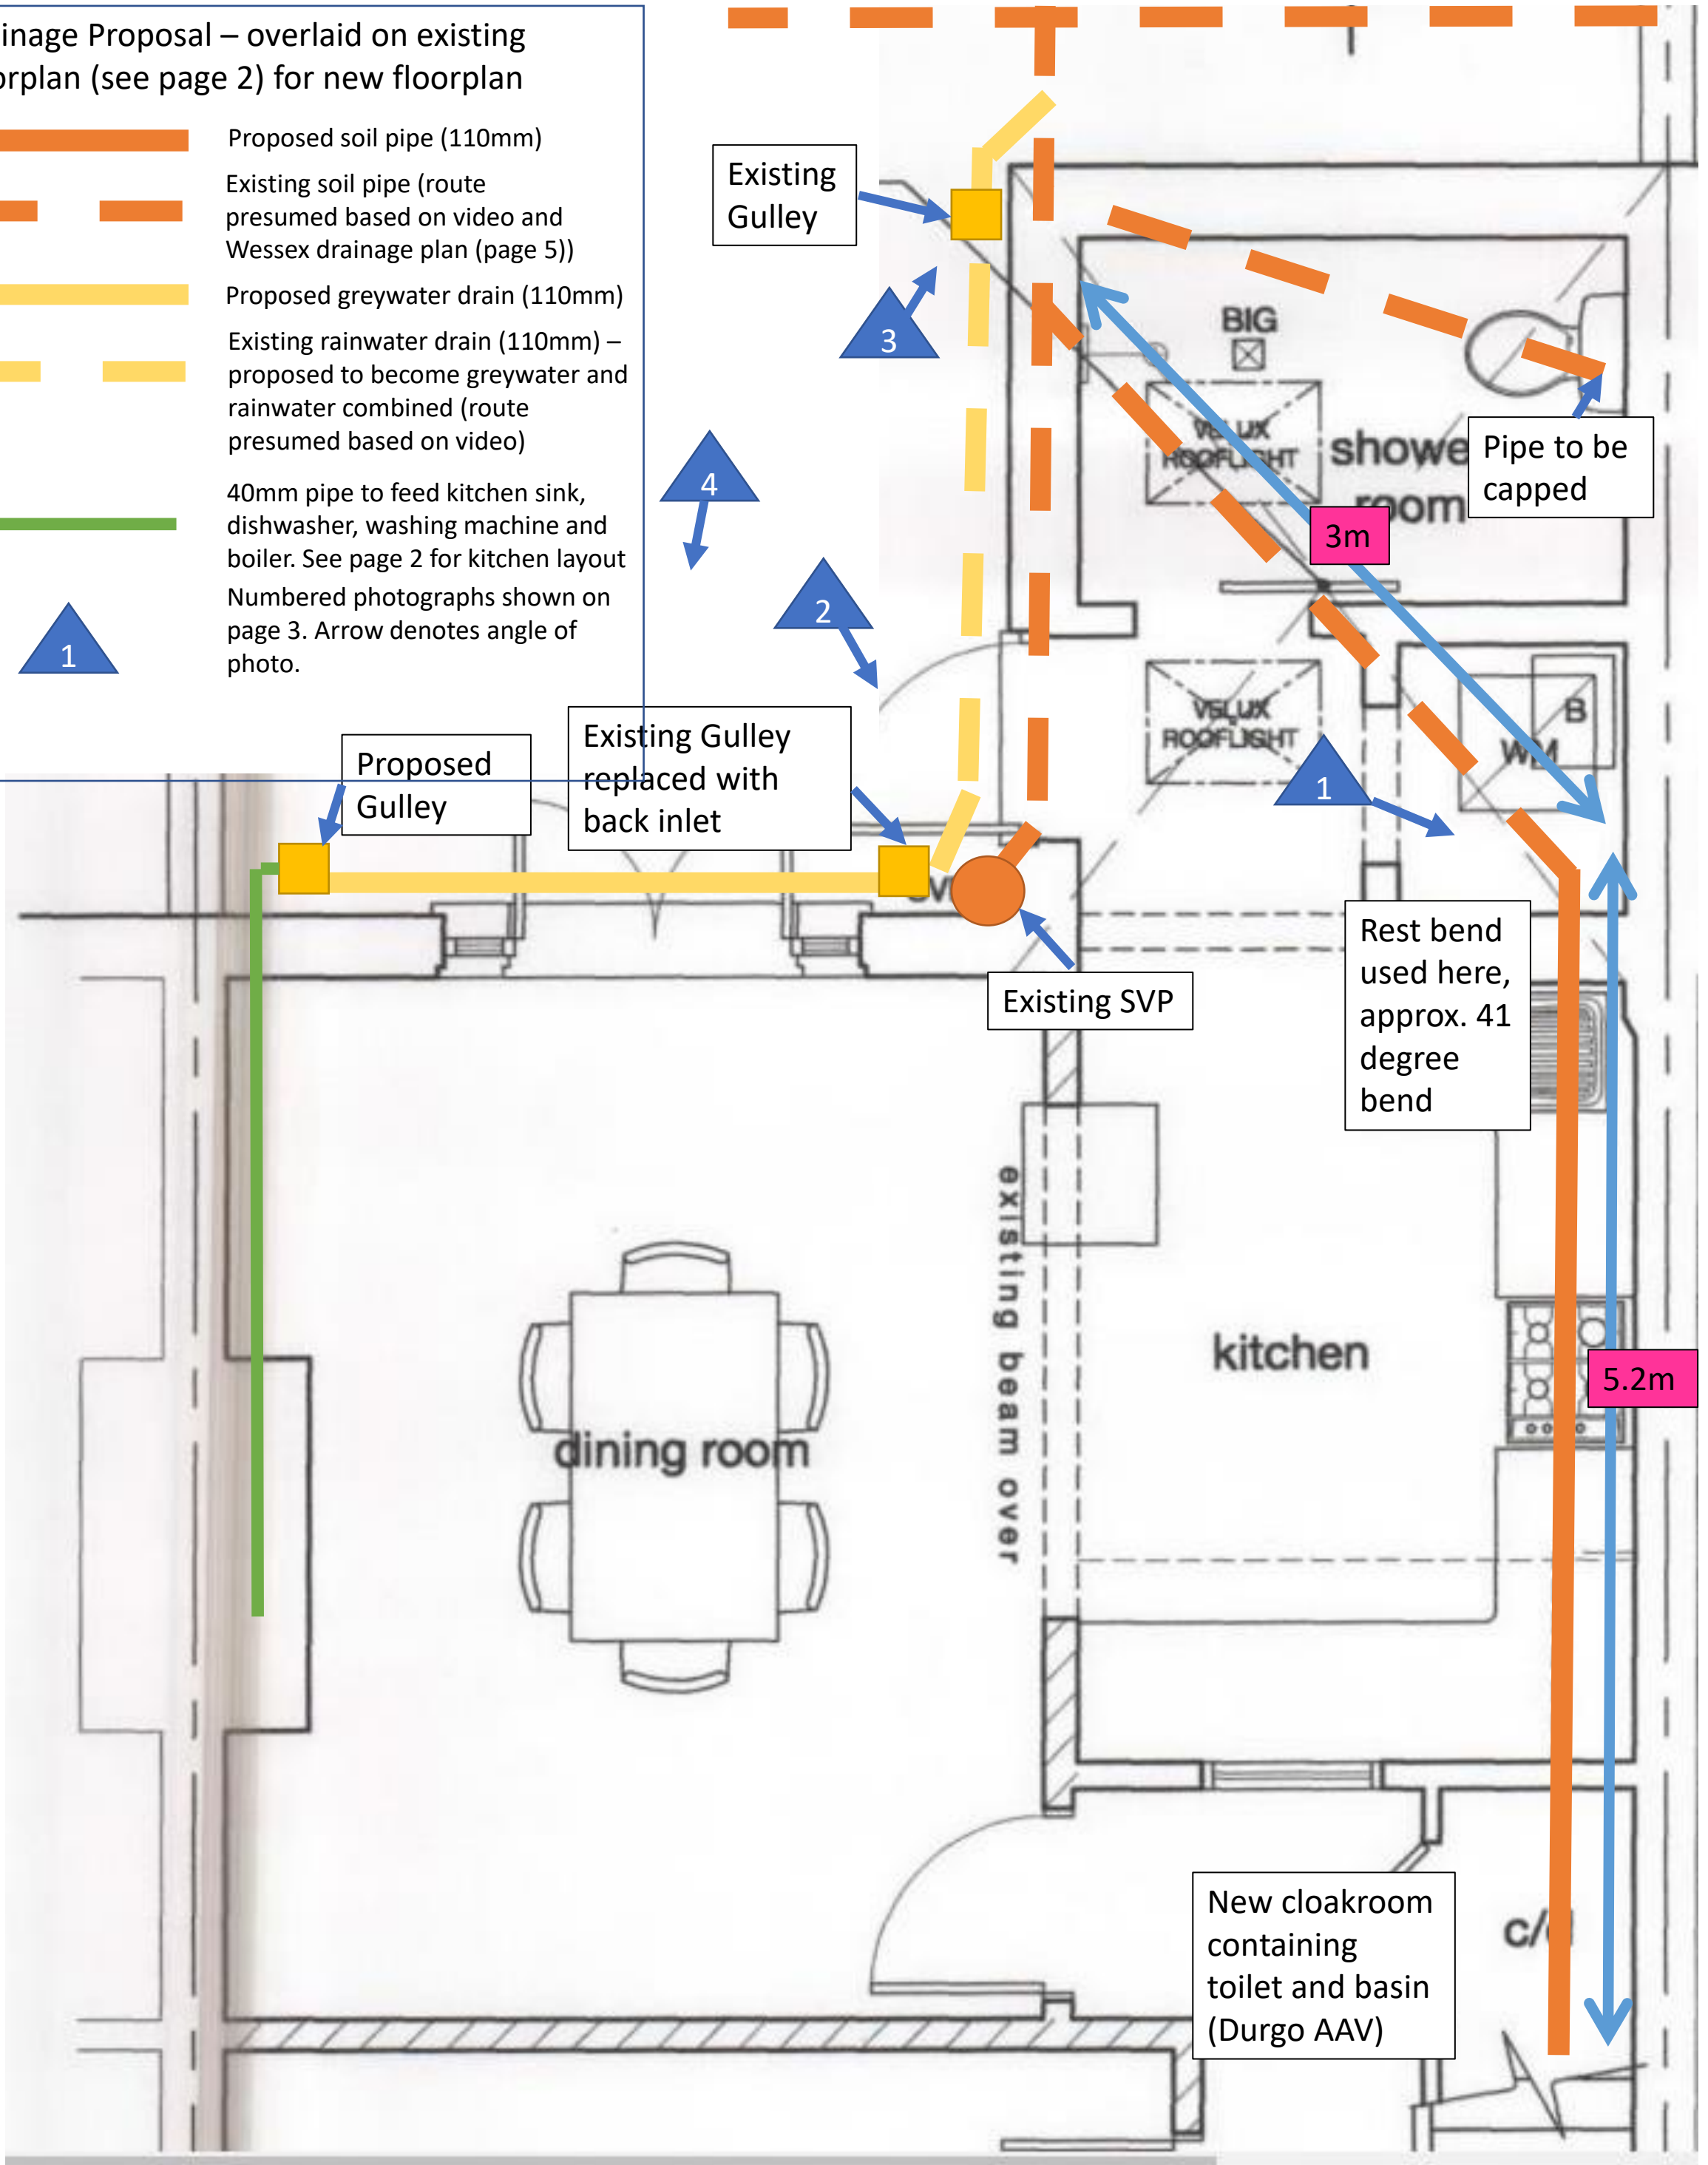 inage Proposal – overlaid on existing
orplan (see page 2) for new floorplan
Proposed soil pipe (110mm)
Existing soil pipe (route
presumed based on video and
Wessex drainage plan (page 5))
Proposed greywater drain (110mm)
Existing rainwater drain (110mm) –
proposed to become greywater and
rainwater combined (route
presumed based on video)
40mm pipe to feed kitchen sink,
dishwasher, washing machine and
boiler. See page 2 for kitchen layout
Numbered photographs shown on
page 3. Arrow denotes angle of
photo.
1
Existing
Gulley
3
4
2
BIG
VELUX
ROOFLIGHT
showe
room
Pipe to be
capped
3m
VELUX
ROOFLIGHT
B
WM
1
Proposed
Gulley
Existing Gulley
replaced with
back inlet
Existing SVP
Rest bend
used here,
approx. 41
degree
bend
existing beam over
kitchen
5.2m
dining room
New cloakroom
containing
toilet and basin
(Durgo AAV)